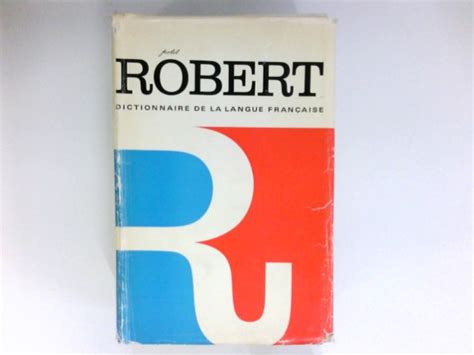 petit
ROBERT
DICTIONNAIRE DE LA LANGUE FRANÇAISE
R